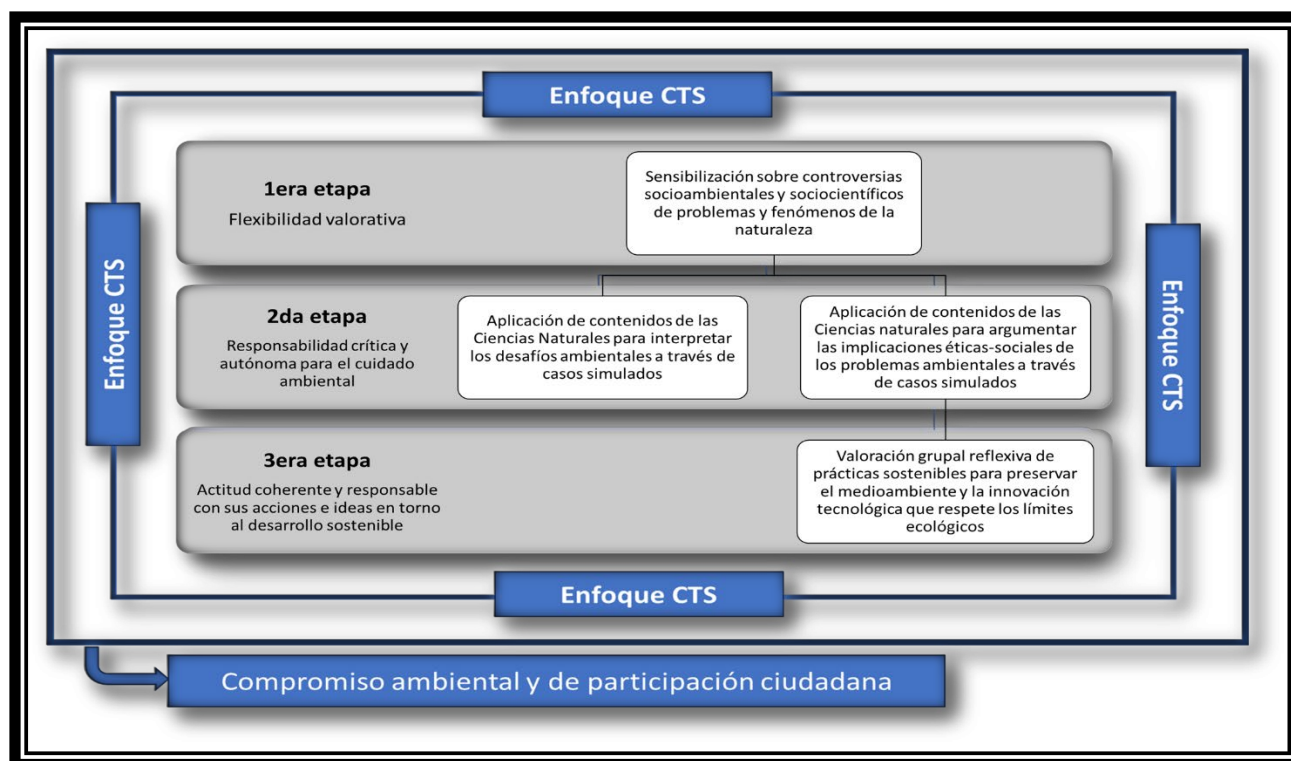 Enfoque CTS
1era etapa
Flexibilidad valorativa
Sensibilización sobre controversias
socioambientales y sociocientíficos
de problemas y fenómenos de la
naturaleza
Enfoque CTS
Enfoque CTS
2da etapa
Responsabilidad crítica y
autónoma para el cuidado
ambiental
Aplicación de contenidos de las
Ciencias Naturales para interpretar
los desafíos ambientales a través de
casos simulados
Aplicación de contenidos de las
Ciencias naturales para argumentar
las implicaciones éticas-sociales de
los problemas ambientales a través
de casos simulados
3era etapa
Actitud coherente y responsable
con sus acciones e ideas en torno
al desarrollo sostenible
Valoración grupal reflexiva de
prácticas sostenibles para preservar
el medioambiente y la innovación
tecnológica que respete los límites
ecológicos
Enfoque CTS
Compromiso ambiental y de participación ciudadana